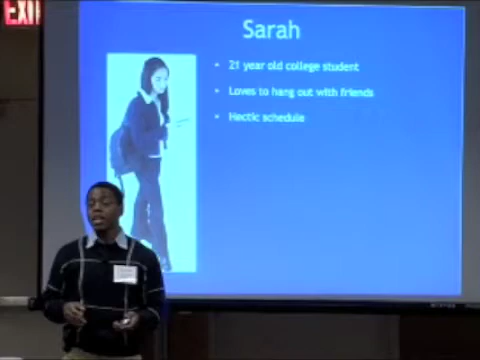 EXIT
Sarah
21 year old college student
Loves to hang out with friends
Hectic schedule